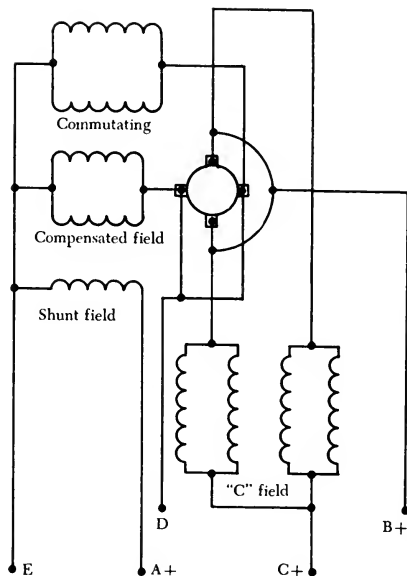 Commutating
Compensated field
Shunt field
"C" field
D
B+
E
A+
C+